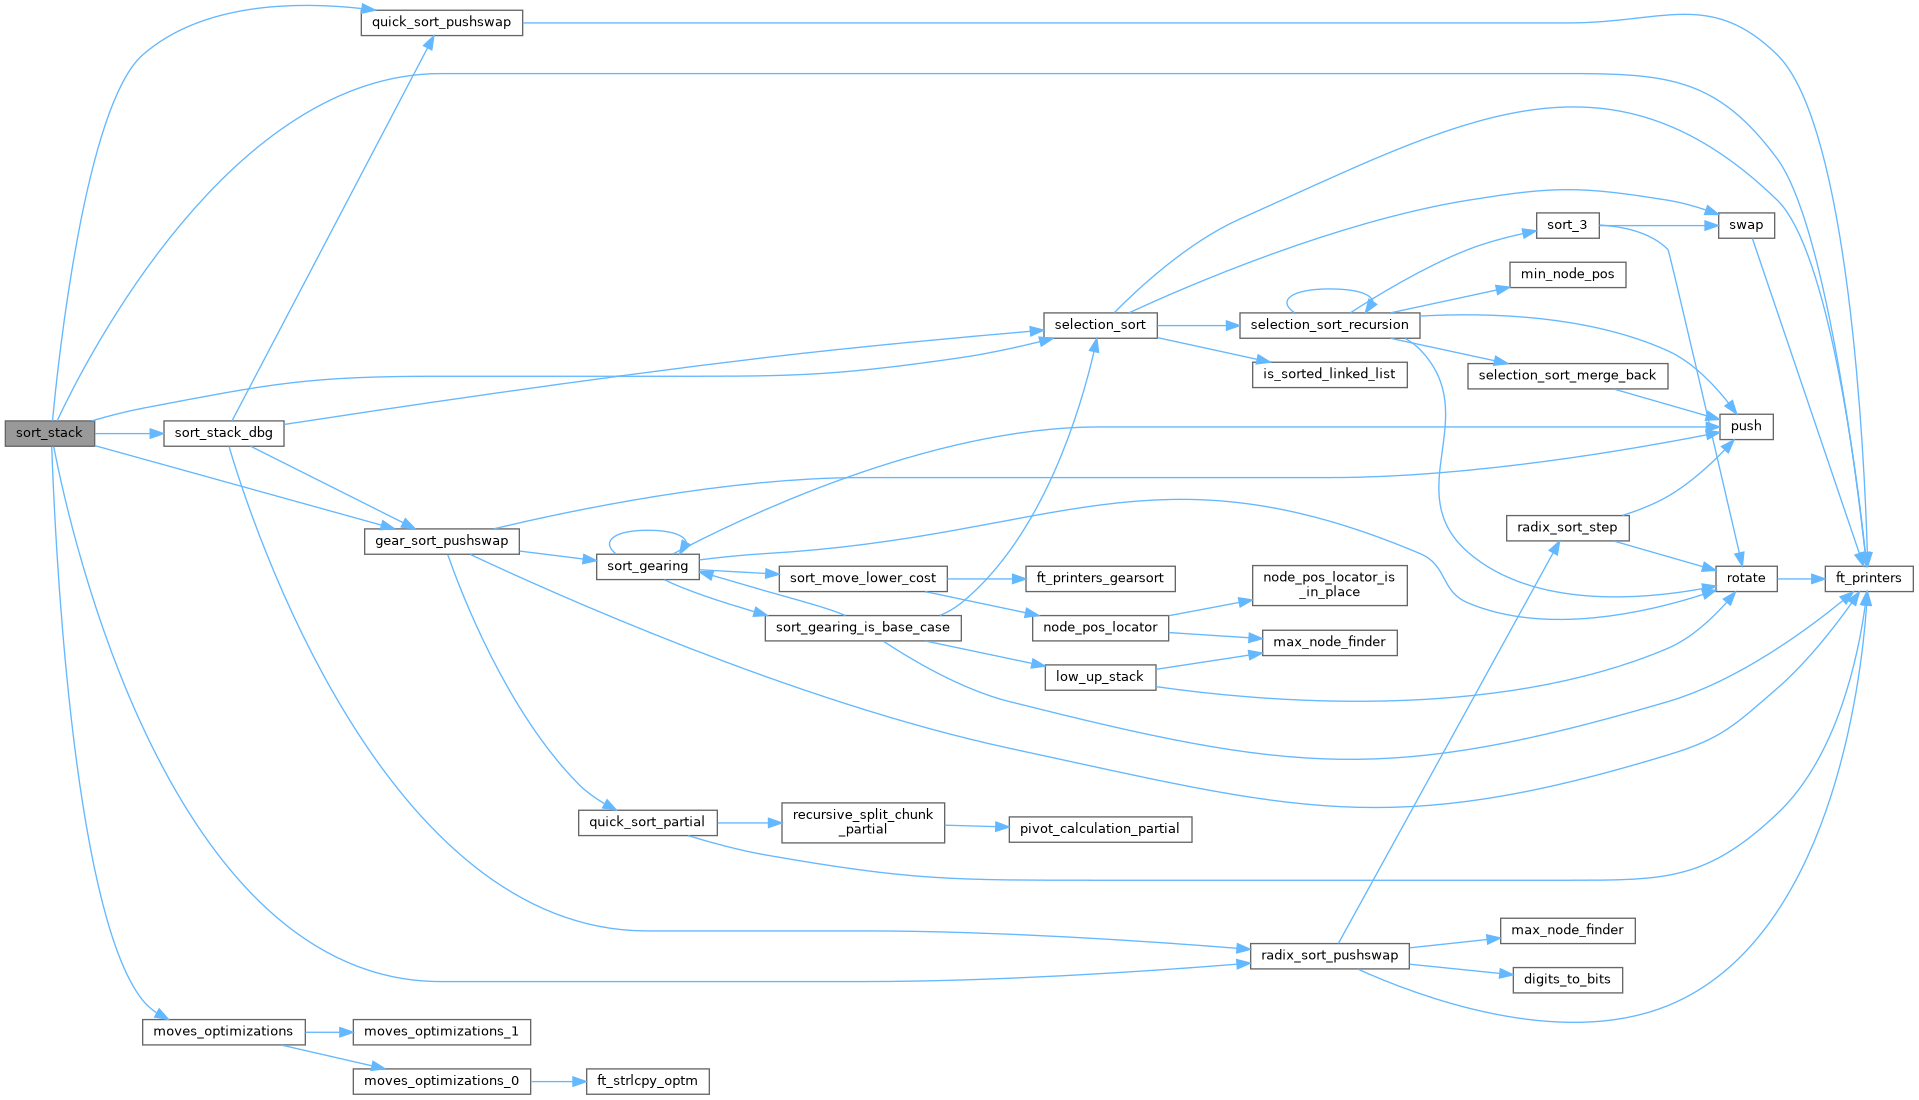 quick_sort_pushswap
sort_3
swap
min_node_pos
selection_sort
selection_sort_recursion
is_sorted_linked_list
selection_sort_merge_back
sort_stack
sort_stack_dbg
push
gear_sort_pushswap
radix_sort_step
sort_gearing
sort_move_lower_cost
ft_printers_gearsort
node_pos_locator_is
_in_place
rotate
ft_printers
sort_gearing_is_base_case
node_pos_locator
max_node_finder
low_up_stack
quick_sort_partial
recursive_split_chunk
_partial
pivot_calculation_partial
max_node_finder
radix_sort_pushswap
digits_to_bits
moves_optimizations
moves_optimizations_1
moves_optimizations_0
ft_strlcpy_optm